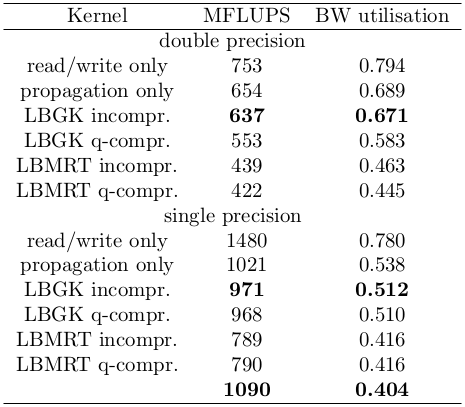 Kernel MFLUPS BW utilisation
double precision
read/write only 753 0.794
propagation only 654 0.689
LBGK incompr. 637 0.671
LBGK q-compr. 553 0.583
LBMRT incompr. 439 0.463
LBMRT q-compr. 422 0.445
single precision
read/write only 1480 0.780
propagation only 1021 0.538
LBGK incompr. 971 0.512
LBGK q-compr. 968 0.510
LBMRT incompr. 789 0.416
LBMRT q-compr. 790 0.416
1090 0.404